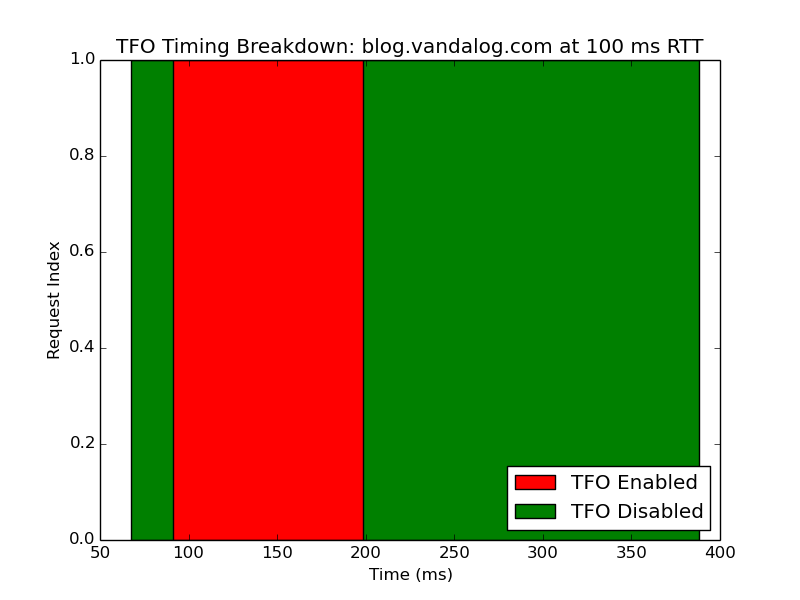 TFO Timing Breakdown: blog.vandalog.com at 100 ms RTT
1.0
0.8
0.6
0.4
0.2
0.0
Request Index
TFO Enabled
TFO Disabled
50 100 150 200 250 300 350 400
Time (ms)